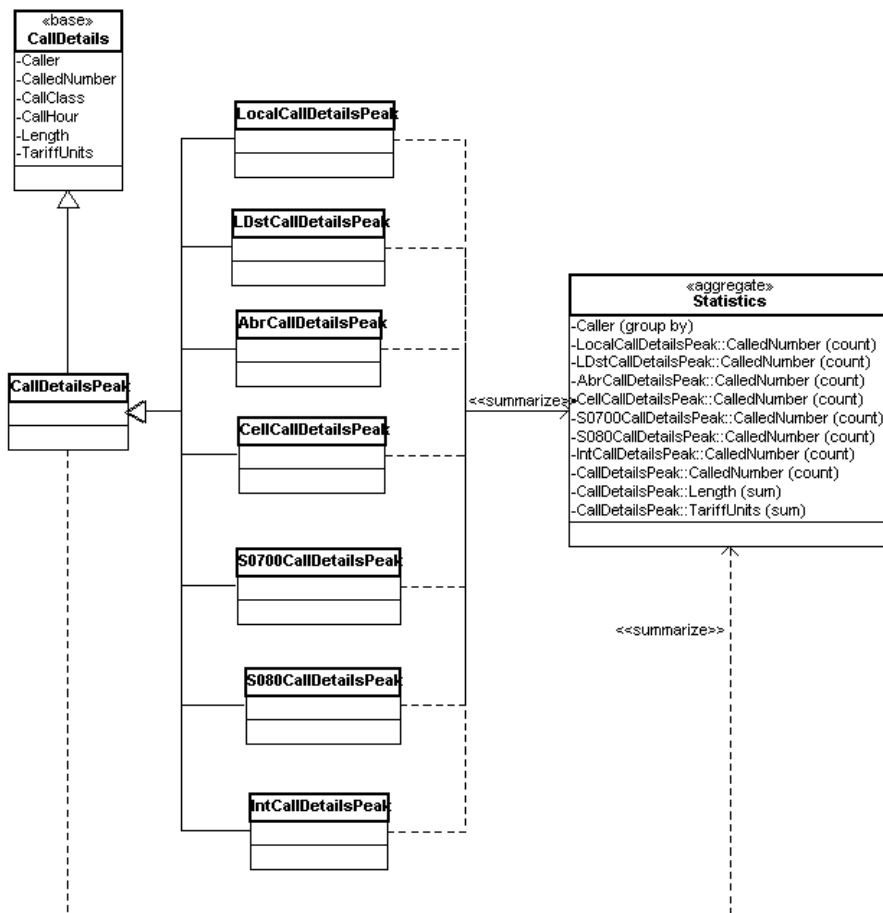 «base»
CallDetails
-Caller
-CalledNumber
-CallClass
-CallHour
-Length
-TariffUnits
LocalCallDetailsPeak
LDstCallDetailsPeak
AbrCallDetailsPeak
CallDetailsPeak
CellCallDetailsPeak
S0700CallDetailsPeak
S080CallDetailsPeak
IntCallDetailsPeak
<<summarize>>
«aggregate»
Statistics
-Caller (group by)
-LocalCallDetailsPeak::CalledNumber (count)
-LDstCallDetailsPeak::CalledNumber (count)
-AbrCallDetailsPeak::CalledNumber (count)
-CellCallDetailsPeak::CalledNumber (count)
-S0700CallDetailsPeak::CalledNumber (count)
-S080CallDetailsPeak::CalledNumber (count)
-IntCallDetailsPeak::CalledNumber (count)
-CallDetailsPeak::CalledNumber (count)
-CallDetailsPeak::Length (sum)
-CallDetailsPeak::TariffUnits (sum)
<<summarize>>